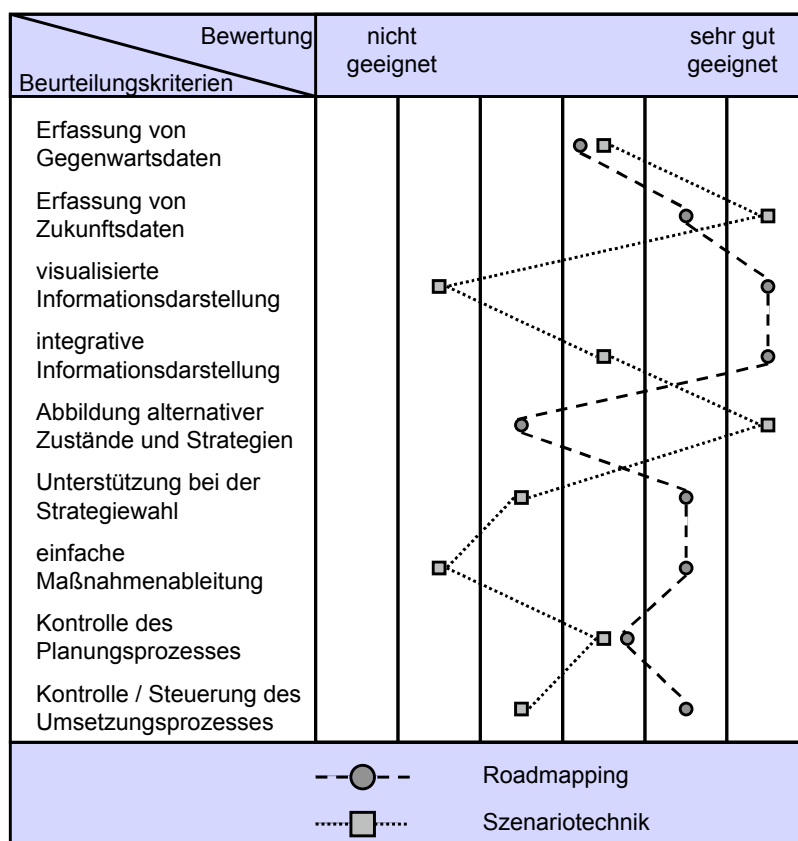 Bewertung
Beurteilungskriterien
nicht
geeignet
sehr gut
geeignet
Erfassung von
Gegenwartsdaten
Erfassung von
Zukunftsdaten
visualisierte
Informationsdarstellung
integrative
Informationsdarstellung
Abbildung alternativer
Zustände und Strategien
Unterstützung bei der
Strategiewahl
einfache
Maßnahmenableitung
Kontrolle des
Planungsprozesses
Kontrolle / Steuerung des
Umsetzungsprozesses
Roadmapping
Szenariotechnik